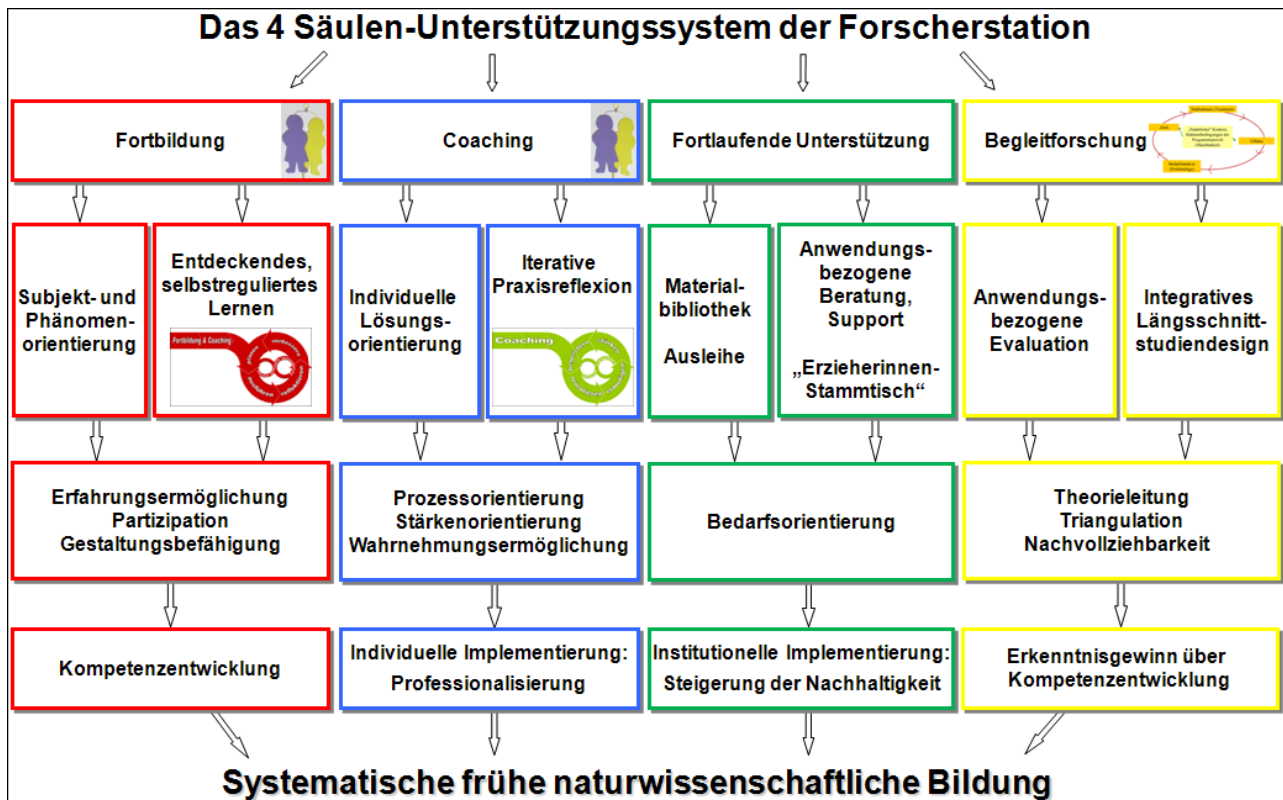 Das 4 Säulen-Unterstützungssystem der Forscherstation
Fortbildung
Coaching
Fortlaufende Unterstützung
Begleitforschung
Subjekt- und
Phänomen-
orientierung
Entdeckendes,
selbstreguliertes
Lernen
Fortbildung & Coaching
Individuelle
Lösungs-
orientierung
Iterative
Praxisreflexion
Coaching
Material-
bibliothek
Ausleihe
Anwendungs-
bezogene
Beratung,
Support
„Erzieherinnen-
Stammtisch“
Anwendungs-
bezogene
Evaluation
Integratives
Längsschnitt-
studiendesign
Erfahrungsermöglichung
Partizipation
Gestaltungsbefähigung
Prozessorientierung
Stärkenorientierung
Wahrnehmungsermöglichung
Bedarfsorientierung
Theorieleitung
Triangulation
Nachvollziehbarkeit
Kompetenzentwicklung
Individuelle Implementierung:
Professionalisierung
Institutionelle Implementierung:
Steigerung der Nachhaltigkeit
Erkenntnisgewinn über
Kompetenzentwicklung
Systematische frühe naturwissenschaftliche Bildung